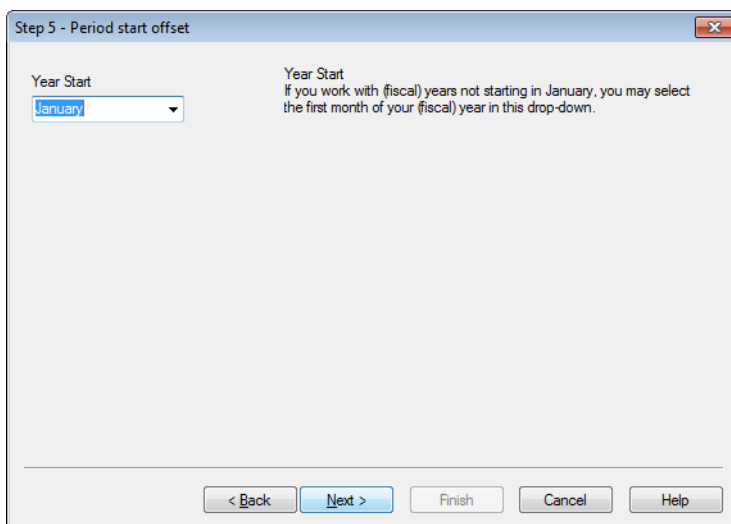 Step 5 - Period start offset
Year Start
January
Year Start
If you work with (fiscal) years not starting in January, you may select
the first month of your (fiscal) year in this drop-down.
< Back
Next >
Finish
Cancel
Help